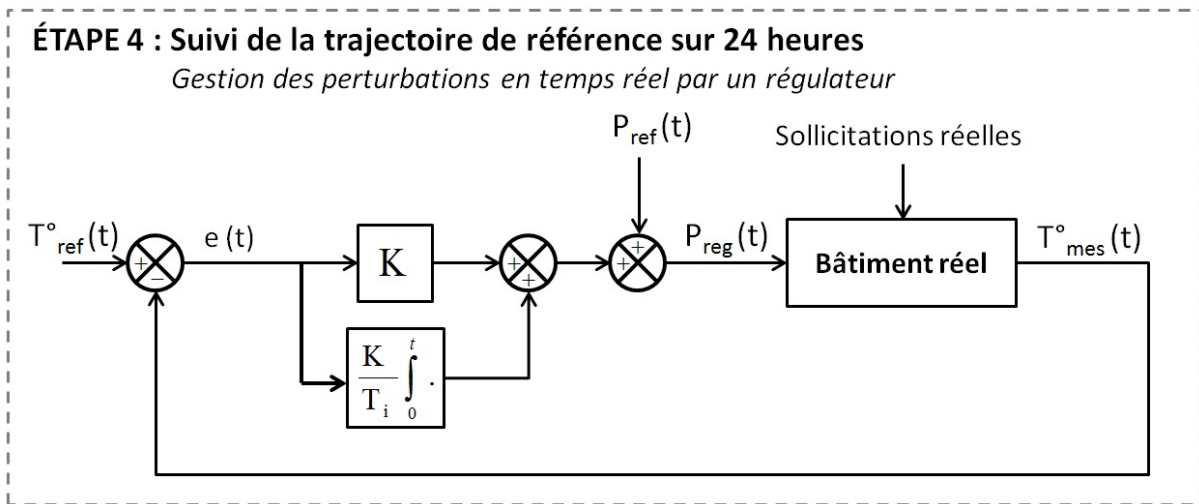 ÉTAPE 4 : Suivi de la trajectoire de référence sur 24 heures
Gestion des perturbations en temps réel par un régulateur
P_ref (t)
Sollicitations réelles
T°_ref (t)
e (t)
K
P_reg (t)
Bâtiment réel
T°_mes (t)
+
−
+
+
+
+
K
T_i
∫
t
0
.